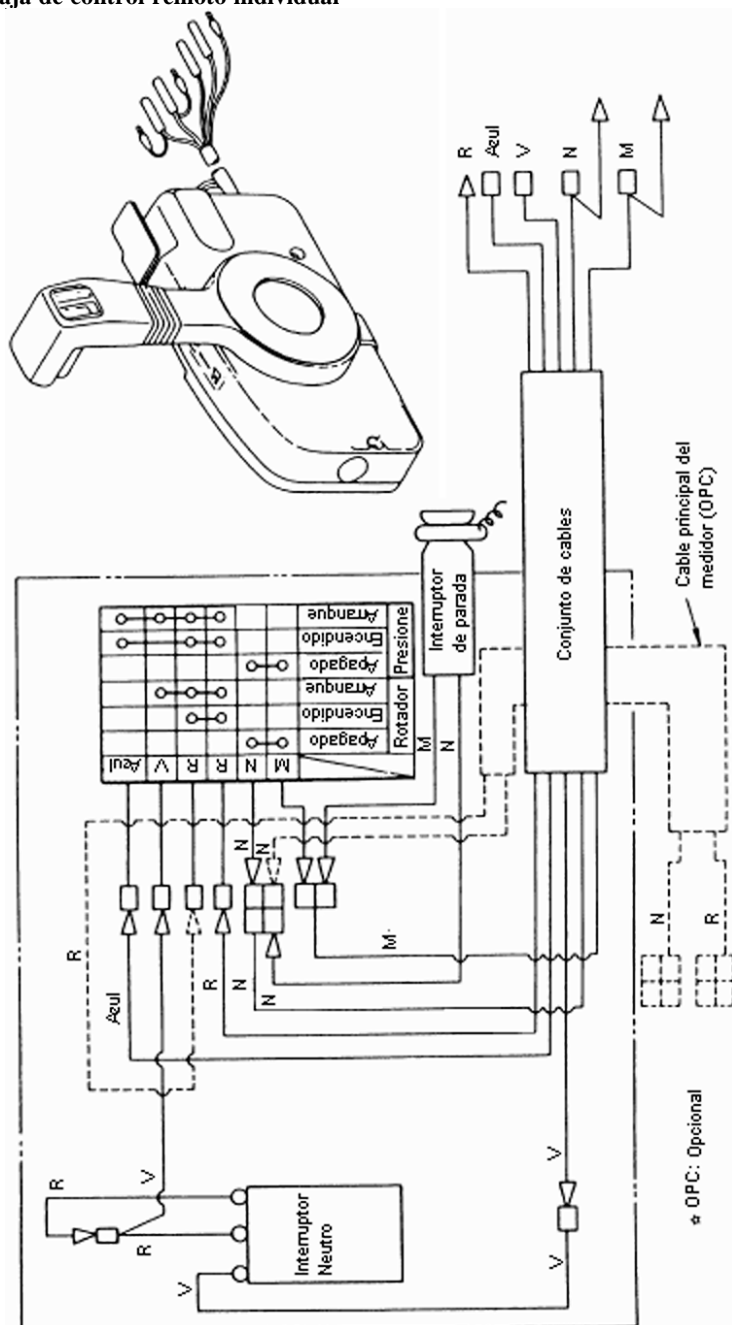 aja de control remoto individual
R
Azul
V
N
M
Conjunto de cables
Cable principal del
medidor (OPC)
Interruptor
de parada
Presione
Rotador
Arranque
Encendido
Apagado
Arranque
Encendido
Apagado
Azul
V
R
R
N
M
M
N
N
N
R
Azul
R
N
N
M
N
R
R
V
R
V
V
V
Interruptor
Neutro
☆ OPC: Opcional